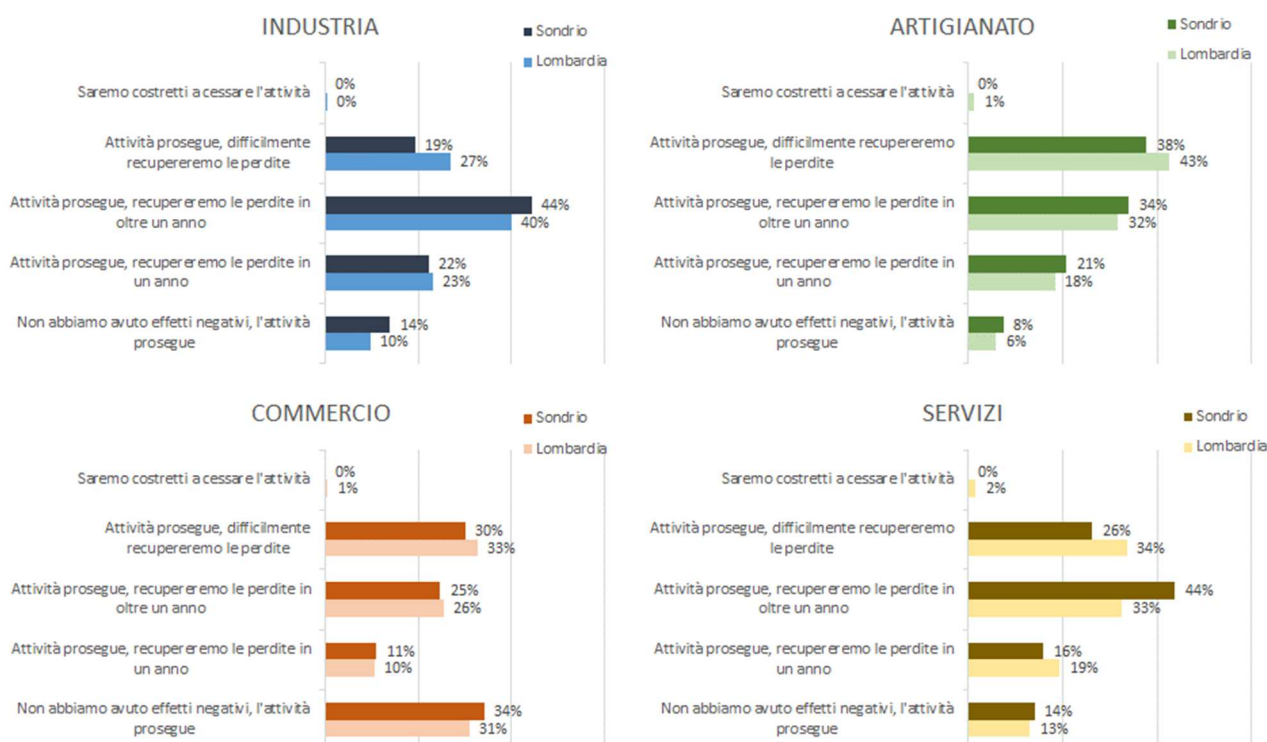 INDUSTRIA
Sondrio
Lombardia
Saremo costretti a cessare l'attività
0%
0%
Attività prosegue, difficilmente
recupereremo le perdite
19%
27%
Attività prosegue, recupereremo le perdite in
oltre un anno
44%
40%
Attività prosegue, recupereremo le perdite in
un anno
22%
23%
Non abbiamo avuto effetti negativi, l'attività
prosegue
14%
10%
ARTIGIANATO
Sondrio
Lombardia
Saremo costretti a cessare l'attività
0%
1%
Attività prosegue, difficilmente recupereremo
le perdite
38%
43%
Attività prosegue, recupereremo le perdite in
oltre un anno
34%
32%
Attività prosegue, recupereremo le perdite in
un anno
21%
18%
Non abbiamo avuto effetti negativi, l'attività
prosegue
8%
6%
COMMERCIO
Sondrio
Lombardia
Saremo costretti a cessare l'attività
0%
1%
Attività prosegue, difficilmente
recupereremo le perdite
30%
33%
Attività prosegue, recupereremo le perdite in
oltre un anno
25%
26%
Attività prosegue, recupereremo le perdite in
un anno
11%
10%
Non abbiamo avuto effetti negativi, l'attività
prosegue
34%
31%
SERVIZI
Sondrio
Lombardia
Saremo costretti a cessare l'attività
0%
2%
Attività prosegue, difficilmente recupereremo
le perdite
26%
34%
Attività prosegue, recupereremo le perdite in
oltre un anno
44%
33%
Attività prosegue, recupereremo le perdite in
un anno
16%
19%
Non abbiamo avuto effetti negativi, l'attività
prosegue
14%
13%